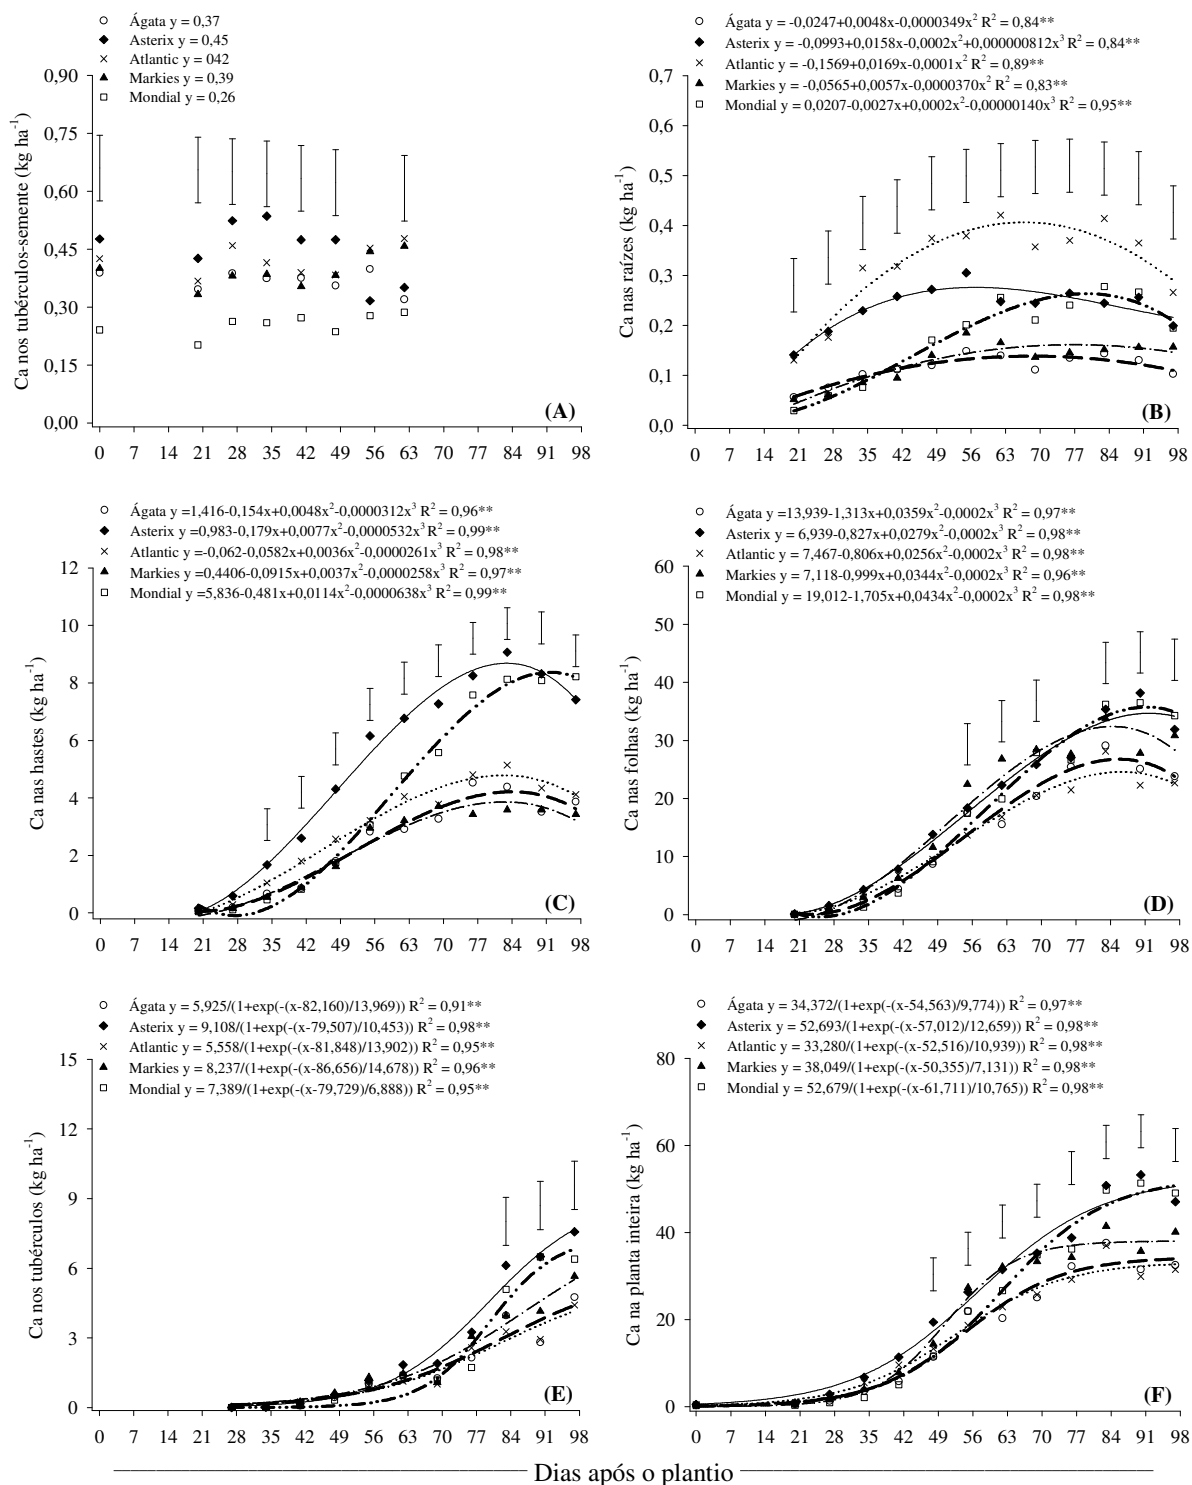 Ágata y = 0,37
Asterix y = 0,45
Atlantic y = 042
Markies y = 0,39
Mondial y = 0,26
Ca nos tubérculos-semente (kg ha⁻¹)
0,90
0,75
0,60
0,45
0,30
0,15
0,00
(A)
0 7 14 21 28 35 42 49 56 63 70 77 84 91 98
Ágata y = -0,0247+0,0048x-0,0000349x² R² = 0,84**
Asterix y = -0,0993+0,0158x-0,0002x²+0,000000812x³ R² = 0,84**
Atlantic y = -0,1569+0,0169x-0,0001x² R² = 0,89**
Markies y = -0,0565+0,0057x-0,0000370x² R² = 0,83**
Mondial y = 0,0207-0,0027x+0,0002x²-0,00000140x³ R² = 0,95**
Ca nas raízes (kg ha⁻¹)
0,7
0,6
0,5
0,4
0,3
0,2
0,1
0,0
(B)
0 7 14 21 28 35 42 49 56 63 70 77 84 91 98
Ágata y =1,416-0,154x+0,0048x²-0,0000312x³ R² = 0,96**
Asterix y =0,983-0,179x+0,0077x²-0,0000532x³ R² = 0,99**
Atlantic y =-0,062-0,0582x+0,0036x²-0,0000261x³ R² = 0,98**
Markies y =0,4406-0,0915x+0,0037x²-0,0000258x³ R² = 0,97**
Mondial y =5,836-0,481x+0,0114x²-0,0000638x³ R² = 0,99**
Ca nas hastes (kg ha⁻¹)
12
10
8
6
4
2
0
(C)
0 7 14 21 28 35 42 49 56 63 70 77 84 91 98
Ágata y =13,939-1,313x+0,0359x²-0,0002x³ R² = 0,97**
Asterix y = 6,939-0,827x+0,0279x²-0,0002x³ R² = 0,98**
Atlantic y = 7,467-0,806x+0,0256x²-0,0002x³ R² = 0,98**
Markies y = 7,118-0,999x+0,0344x²-0,0002x³ R² = 0,96**
Mondial y = 19,012-1,705x+0,0434x²-0,0002x³ R² = 0,98**
Ca nas folhas (kg ha⁻¹)
60
50
40
30
20
10
0
(D)
0 7 14 21 28 35 42 49 56 63 70 77 84 91 98
Ágata y = 5,925/(1+exp(-(x-82,160)/13,969)) R² = 0,91**
Asterix y = 9,108/(1+exp(-(x-79,507)/10,453)) R² = 0,98**
Atlantic y = 5,558/(1+exp(-(x-81,848)/13,902)) R² = 0,95**
Markies y = 8,237/(1+exp(-(x-86,656)/14,678)) R² = 0,96**
Mondial y = 7,389/(1+exp(-(x-79,729)/6,888)) R² = 0,95**
Ca nos tubérculos (kg ha⁻¹)
15
12
9
6
3
0
(E)
0 7 14 21 28 35 42 49 56 63 70 77 84 91 98
Ágata y = 34,372/(1+exp(-(x-54,563)/9,774)) R² = 0,97**
Asterix y = 52,693/(1+exp(-(x-57,012)/12,659)) R² = 0,98**
Atlantic y = 33,280/(1+exp(-(x-52,516)/10,939)) R² = 0,98**
Markies y = 38,049/(1+exp(-(x-50,355)/7,131)) R² = 0,98**
Mondial y = 52,679/(1+exp(-(x-61,711)/10,765)) R² = 0,98**
Ca na planta inteira (kg ha⁻¹)
80
60
40
20
0
(F)
0 7 14 21 28 35 42 49 56 63 70 77 84 91 98
Dias após o plantio